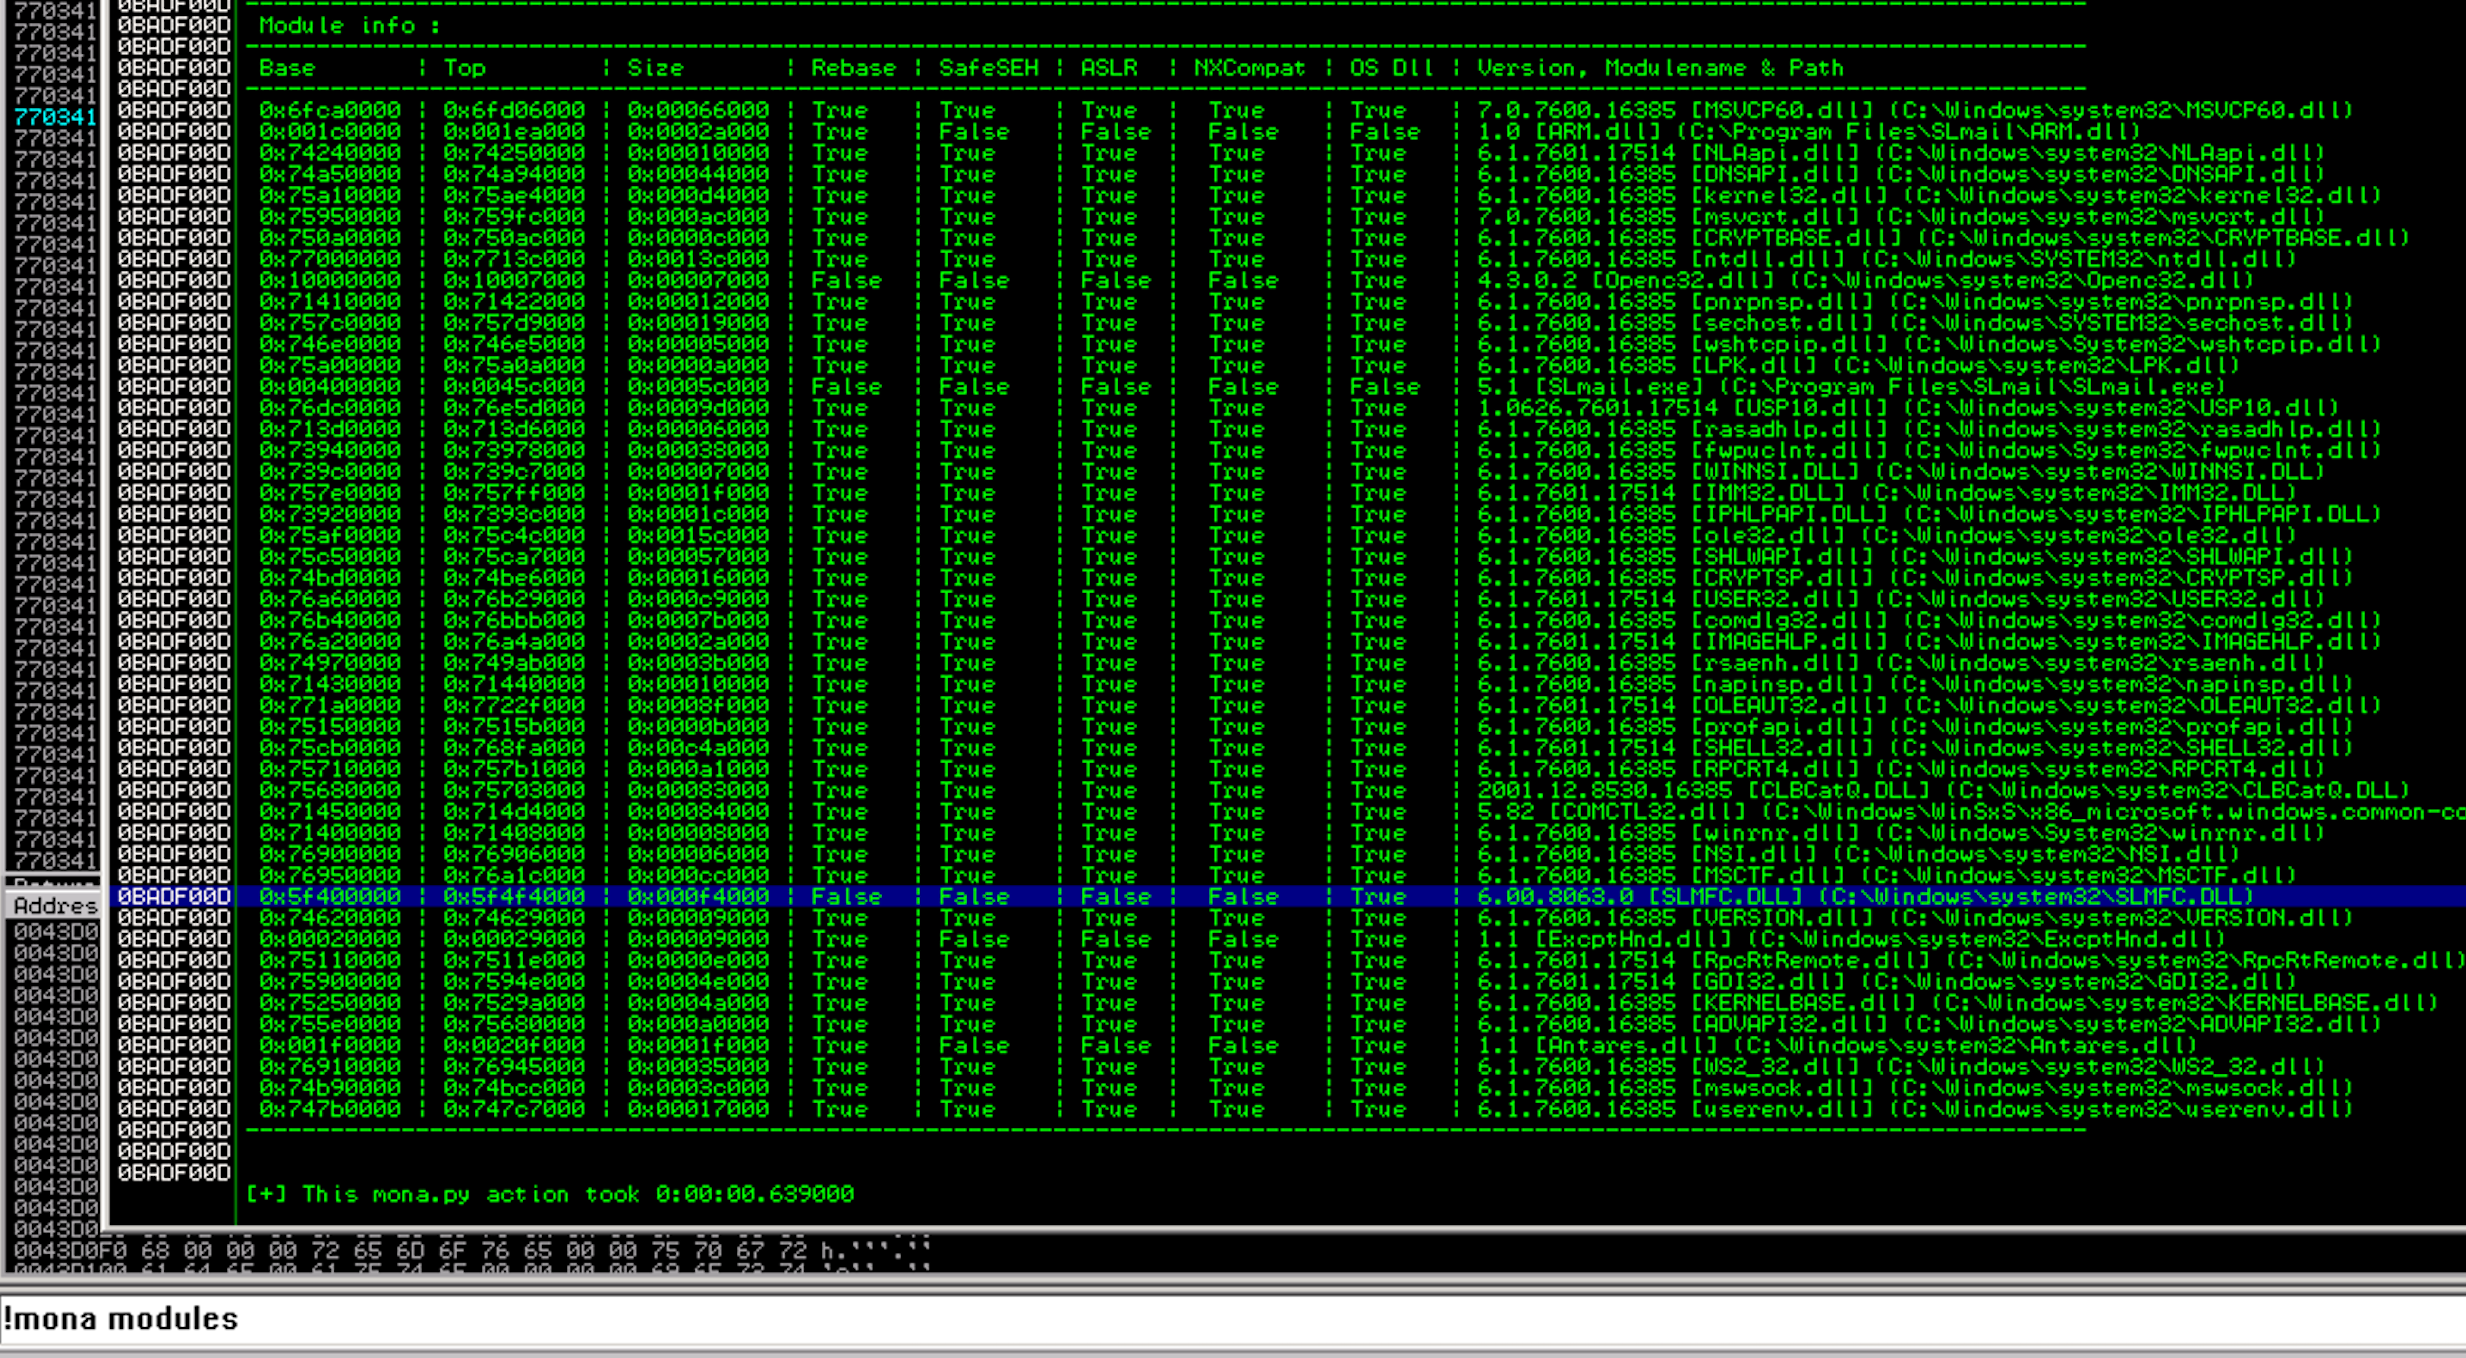 Module info :
Base | Top | Size | Rebase | SafeSEH | ASLR | NXCompat | OS Dll | Version, Modulename & Path
0BADF00D 0x6fca0000 | 0x6fd06000 | 0x00066000 | True | True | True | True | True | 7.0.7600.16385 [MSVCP60.dll] (C:\Windows\system32\MSVCP60.dll)
0BADF00D 0x001c0000 | 0x001ea000 | 0x0002a000 | True | False | False | False | False | 1.0 [ARM.dll] (C:\Program Files\SLmail\ARM.dll)
0BADF00D 0x74240000 | 0x74250000 | 0x00010000 | True | True | True | True | True | 6.1.7601.17514 [NLAapi.dll] (C:\Windows\system32\NLAapi.dll)
0BADF00D 0x74a50000 | 0x74a94000 | 0x00044000 | True | True | True | True | True | 6.1.7600.16385 [DNSAPI.dll] (C:\Windows\system32\DNSAPI.dll)
0BADF00D 0x75a10000 | 0x75ae4000 | 0x000d4000 | True | True | True | True | True | 6.1.7600.16385 [kernel32.dll] (C:\Windows\system32\kernel32.dll)
0BADF00D 0x75950000 | 0x759fc000 | 0x000ac000 | True | True | True | True | True | 7.0.7600.16385 [msvcrt.dll] (C:\Windows\system32\msvcrt.dll)
0BADF00D 0x750a0000 | 0x750ac000 | 0x0000c000 | True | True | True | True | True | 6.1.7600.16385 [CRYPTBASE.dll] (C:\Windows\system32\CRYPTBASE.dll)
0BADF00D 0x77000000 | 0x7713c000 | 0x0013c000 | True | True | True | True | True | 6.1.7600.16385 [ntdll.dll] (C:\Windows\SYSTEM32\ntdll.dll)
0BADF00D 0x10000000 | 0x10007000 | 0x00007000 | False | False | False | False | True | 4.3.0.2 [Openc32.dll] (C:\Windows\system32\Openc32.dll)
0BADF00D 0x71410000 | 0x71422000 | 0x00012000 | True | True | True | True | True | 6.1.7600.16385 [pnrpnsp.dll] (C:\Windows\system32\pnrpnsp.dll)
0BADF00D 0x757c0000 | 0x757d9000 | 0x00019000 | True | True | True | True | True | 6.1.7600.16385 [sechost.dll] (C:\Windows\SYSTEM32\sechost.dll)
0BADF00D 0x746e0000 | 0x746e5000 | 0x00005000 | True | True | True | True | True | 6.1.7600.16385 [wshtcpip.dll] (C:\Windows\System32\wshtcpip.dll)
0BADF00D 0x75a00000 | 0x75a0a000 | 0x0000a000 | True | True | True | True | True | 6.1.7600.16385 [LPK.dll] (C:\Windows\system32\LPK.dll)
0BADF00D 0x00400000 | 0x0045c000 | 0x0005c000 | False | False | False | False | False | 5.1 [SLmail.exe] (C:\Program Files\SLmail\SLmail.exe)
0BADF00D 0x76dc0000 | 0x76e5d000 | 0x0009d000 | True | True | True | True | True | 1.0626.7601.17514 [USP10.dll] (C:\Windows\system32\USP10.dll)
0BADF00D 0x713d0000 | 0x713d6000 | 0x00006000 | True | True | True | True | True | 6.1.7600.16385 [rasadhlp.dll] (C:\Windows\system32\rasadhlp.dll)
0BADF00D 0x73940000 | 0x73978000 | 0x00038000 | True | True | True | True | True | 6.1.7600.16385 [fwpuclnt.dll] (C:\Windows\System32\fwpuclnt.dll)
0BADF00D 0x739c0000 | 0x739c7000 | 0x00007000 | True | True | True | True | True | 6.1.7600.16385 [WINNSI.DLL] (C:\Windows\system32\WINNSI.DLL)
0BADF00D 0x757e0000 | 0x757ff000 | 0x0001f000 | True | True | True | True | True | 6.1.7601.17514 [IMM32.DLL] (C:\Windows\system32\IMM32.DLL)
0BADF00D 0x73920000 | 0x7393c000 | 0x0001c000 | True | True | True | True | True | 6.1.7600.16385 [IPHLPAPI.DLL] (C:\Windows\system32\IPHLPAPI.DLL)
0BADF00D 0x75af0000 | 0x75c4c000 | 0x0015c000 | True | True | True | True | True | 6.1.7600.16385 [ole32.dll] (C:\Windows\system32\ole32.dll)
0BADF00D 0x75c50000 | 0x75ca7000 | 0x00057000 | True | True | True | True | True | 6.1.7600.16385 [SHLWAPI.dll] (C:\Windows\system32\SHLWAPI.dll)
0BADF00D 0x74bd0000 | 0x74be6000 | 0x00016000 | True | True | True | True | True | 6.1.7600.16385 [CRYPTSP.dll] (C:\Windows\system32\CRYPTSP.dll)
0BADF00D 0x76a60000 | 0x76b29000 | 0x000c9000 | True | True | True | True | True | 6.1.7601.17514 [USER32.dll] (C:\Windows\system32\USER32.dll)
0BADF00D 0x76b40000 | 0x76bbb000 | 0x0007b000 | True | True | True | True | True | 6.1.7600.16385 [comdlg32.dll] (C:\Windows\system32\comdlg32.dll)
0BADF00D 0x76a20000 | 0x76a4a000 | 0x0002a000 | True | True | True | True | True | 6.1.7601.17514 [IMAGEHLP.dll] (C:\Windows\system32\IMAGEHLP.dll)
0BADF00D 0x74970000 | 0x749ab000 | 0x0003b000 | True | True | True | True | True | 6.1.7600.16385 [rsaenh.dll] (C:\Windows\system32\rsaenh.dll)
0BADF00D 0x71430000 | 0x71440000 | 0x00010000 | True | True | True | True | True | 6.1.7600.16385 [napinsp.dll] (C:\Windows\system32\napinsp.dll)
0BADF00D 0x771a0000 | 0x7722f000 | 0x0008f000 | True | True | True | True | True | 6.1.7601.17514 [OLEAUT32.dll] (C:\Windows\system32\OLEAUT32.dll)
0BADF00D 0x75150000 | 0x7515b000 | 0x0000b000 | True | True | True | True | True | 6.1.7600.16385 [profapi.dll] (C:\Windows\system32\profapi.dll)
0BADF00D 0x75cb0000 | 0x768fa000 | 0x00c4a000 | True | True | True | True | True | 6.1.7601.17514 [SHELL32.dll] (C:\Windows\system32\SHELL32.dll)
0BADF00D 0x75710000 | 0x757b1000 | 0x000a1000 | True | True | True | True | True | 6.1.7600.16385 [RPCRT4.dll] (C:\Windows\system32\RPCRT4.dll)
0BADF00D 0x75680000 | 0x75703000 | 0x00083000 | True | True | True | True | True | 2001.12.8530.16385 [CLBCatQ.DLL] (C:\Windows\system32\CLBCatQ.DLL)
0BADF00D 0x71450000 | 0x714d4000 | 0x00084000 | True | True | True | True | True | 5.82 [COMCTL32.dll] (C:\Windows\WinSxS\x86_microsoft.windows.common-co
0BADF00D 0x71400000 | 0x71408000 | 0x00008000 | True | True | True | True | True | 6.1.7600.16385 [winrnr.dll] (C:\Windows\System32\winrnr.dll)
0BADF00D 0x76900000 | 0x76906000 | 0x00006000 | True | True | True | True | True | 6.1.7600.16385 [NSI.dll] (C:\Windows\system32\NSI.dll)
0BADF00D 0x76950000 | 0x76a1c000 | 0x000cc000 | True | True | True | True | True | 6.1.7600.16385 [MSCTF.dll] (C:\Windows\system32\MSCTF.dll)
0BADF00D 0x5f400000 | 0x5f4f4000 | 0x000f4000 | False | False | False | False | True | 6.00.8063.0 [SLMFC.DLL] (C:\Windows\system32\SLMFC.DLL)
0BADF00D 0x74620000 | 0x74629000 | 0x00009000 | True | True | True | True | True | 6.1.7600.16385 [VERSION.dll] (C:\Windows\system32\VERSION.dll)
0BADF00D 0x00020000 | 0x00029000 | 0x00009000 | True | False | False | False | True | 1.1 [ExcptHnd.dll] (C:\Windows\system32\ExcptHnd.dll)
0BADF00D 0x75110000 | 0x7511e000 | 0x0000e000 | True | True | True | True | True | 6.1.7601.17514 [RpcRtRemote.dll] (C:\Windows\system32\RpcRtRemote.dll)
0BADF00D 0x75900000 | 0x7594e000 | 0x0004e000 | True | True | True | True | True | 6.1.7601.17514 [GDI32.dll] (C:\Windows\system32\GDI32.dll)
0BADF00D 0x75250000 | 0x7529a000 | 0x0004a000 | True | True | True | True | True | 6.1.7600.16385 [KERNELBASE.dll] (C:\Windows\system32\KERNELBASE.dll)
0BADF00D 0x755e0000 | 0x75680000 | 0x000a0000 | True | True | True | True | True | 6.1.7600.16385 [ADVAPI32.dll] (C:\Windows\system32\ADVAPI32.dll)
0BADF00D 0x001f0000 | 0x0020f000 | 0x0001f000 | True | False | False | False | True | 1.1 [Antares.dll] (C:\Windows\system32\Antares.dll)
0BADF00D 0x76910000 | 0x76945000 | 0x00035000 | True | True | True | True | True | 6.1.7600.16385 [WS2_32.dll] (C:\Windows\system32\WS2_32.dll)
0BADF00D 0x74b90000 | 0x74bcc000 | 0x0003c000 | True | True | True | True | True | 6.1.7600.16385 [mswsock.dll] (C:\Windows\system32\mswsock.dll)
0BADF00D 0x747b0000 | 0x747c7000 | 0x00017000 | True | True | True | True | True | 6.1.7600.16385 [userenv.dll] (C:\Windows\system32\userenv.dll)
0BADF00D
0BADF00D
0BADF00D
[+] This mona.py action took 0:00:00.639000
Addres
0043D0F0 68 00 00 00 72 65 6D 6F 76 65 00 00 75 70 67 72
!mona modules